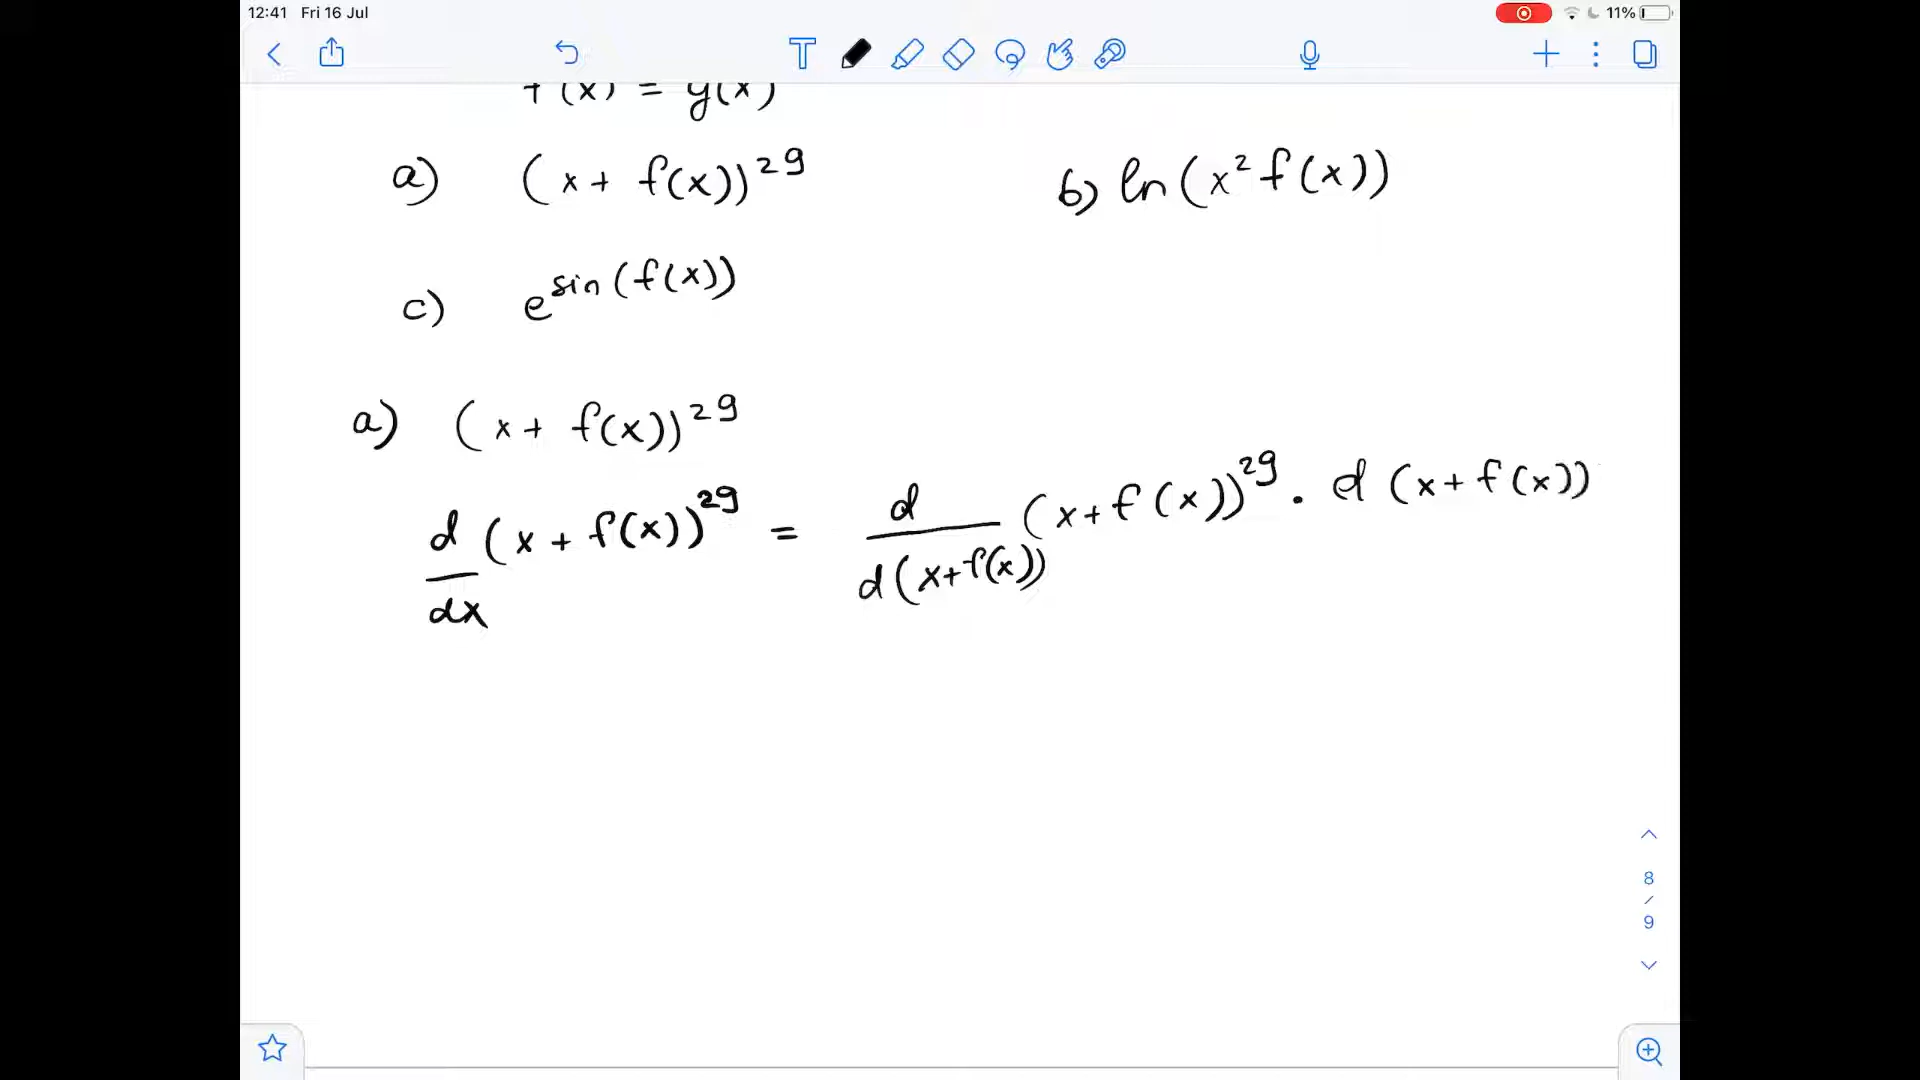 12:41 Fri 16 Jul 11%
T
f(x) = y(x)
a) (x + f(x))^29 b) ln(x^2 f(x))
c) e^sin(f(x))
a) (x + f(x))^29
d/dx (x + f(x))^29 = d/d(x+f(x)) (x+f(x))^29 . d (x+f(x))
8
/
9